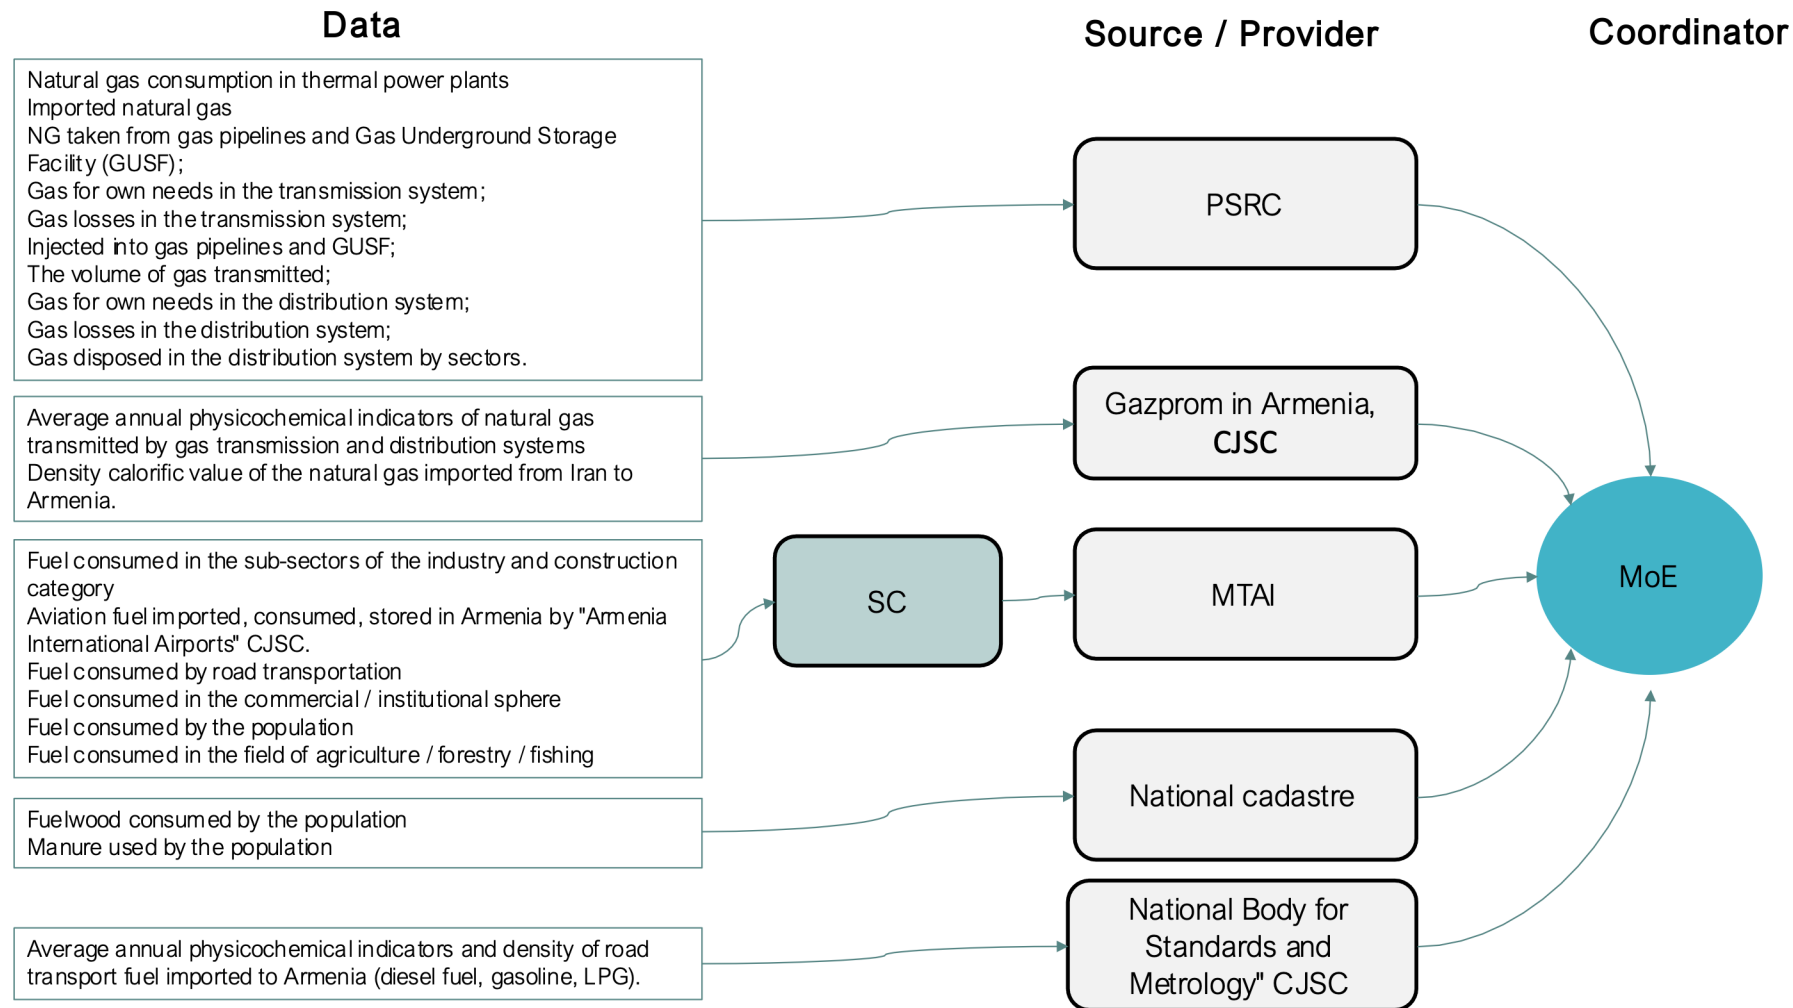 Data
Source / Provider
Coordinator
Natural gas consumption in thermal power plants
Imported natural gas
NG taken from gas pipelines and Gas Underground Storage
Facility (GUSF);
Gas for own needs in the transmission system;
Gas losses in the transmission system;
Injected into gas pipelines and GUSF;
The volume of gas transmitted;
Gas for own needs in the distribution system;
Gas losses in the distribution system;
Gas disposed in the distribution system by sectors.
PSRC
Average annual physicochemical indicators of natural gas
transmitted by gas transmission and distribution systems
Density calorific value of the natural gas imported from Iran to
Armenia.
Gazprom in Armenia,
CJSC
Fuel consumed in the sub-sectors of the industry and construction
category
Aviation fuel imported, consumed, stored in Armenia by "Armenia
International Airports" CJSC.
Fuel consumed by road transportation
Fuel consumed in the commercial / institutional sphere
Fuel consumed by the population
Fuel consumed in the field of agriculture / forestry / fishing
SC
MTAI
MoE
Fuelwood consumed by the population
Manure used by the population
National cadastre
Average annual physicochemical indicators and density of road
transport fuel imported to Armenia (diesel fuel, gasoline, LPG).
National Body for
Standards and
Metrology" CJSC